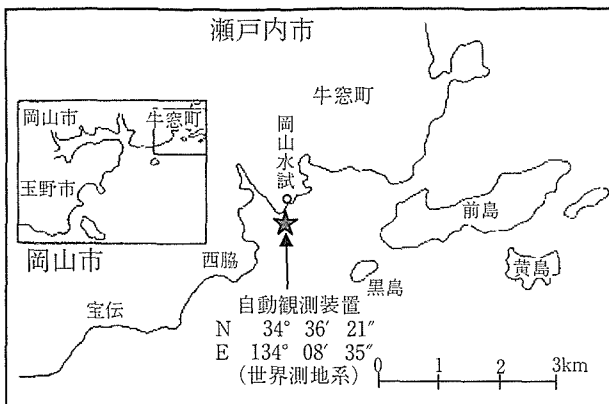 瀬戸内市
牛窓町
岡山市
牛窓町
玉野市
岡山水試
前島
岡山市
西脇
黒島
黄島
宝伝
自動観測装置
N 34° 36′ 21″
E 134° 08′ 35″
(世界測地系)
0 1 2 3km